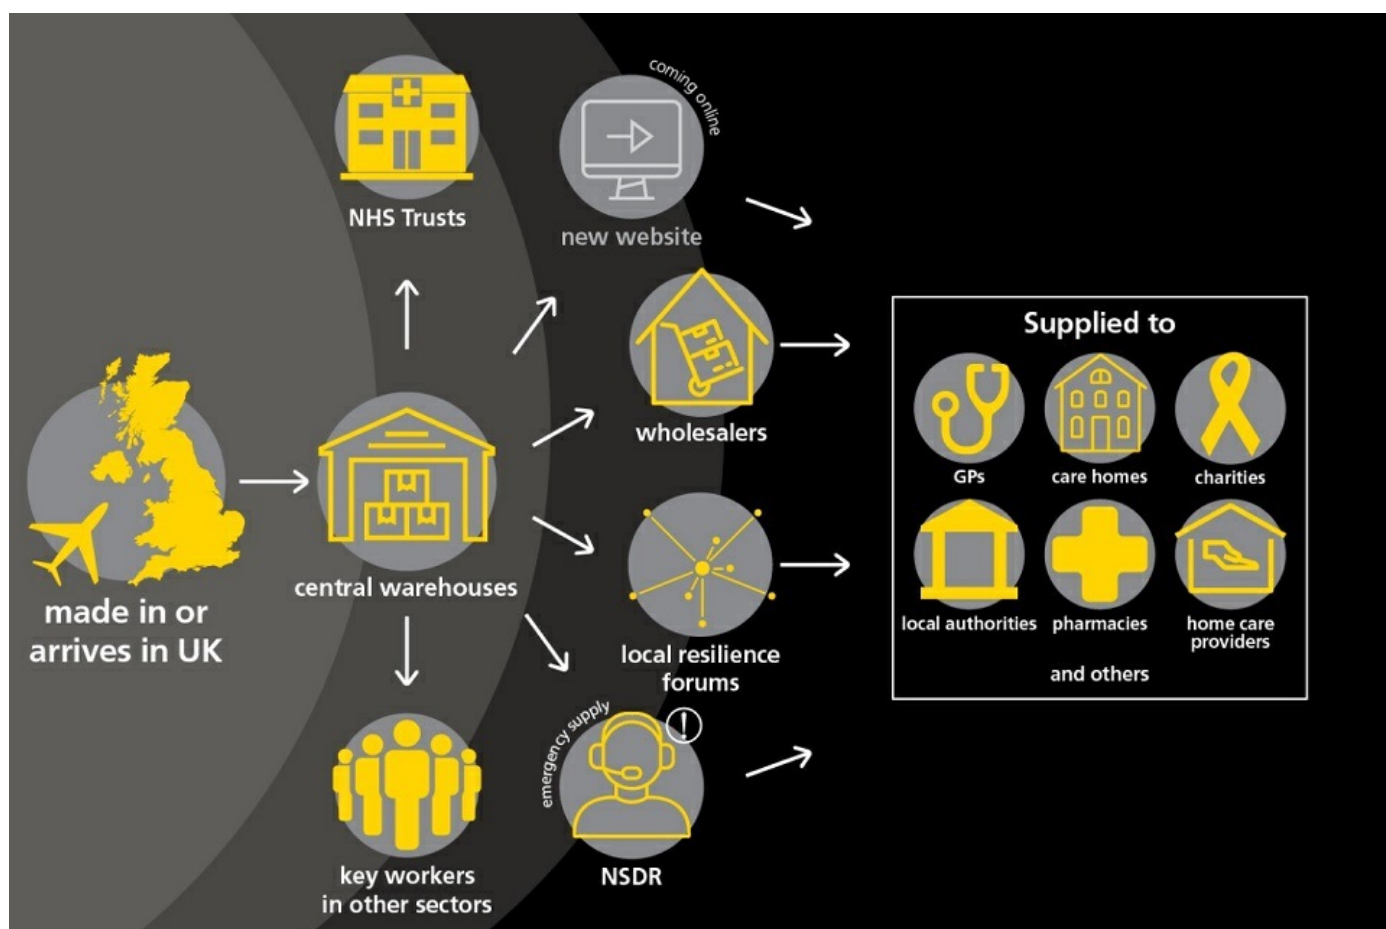 NHS Trusts
coming online
new website
wholesalers
made in or
arrives in UK
central warehouses
local resilience
forums
key workers
in other sectors
emergency supply
!
NSDR
Supplied to
GPs
care homes
charities
local authorities
pharmacies
home care
providers
and others